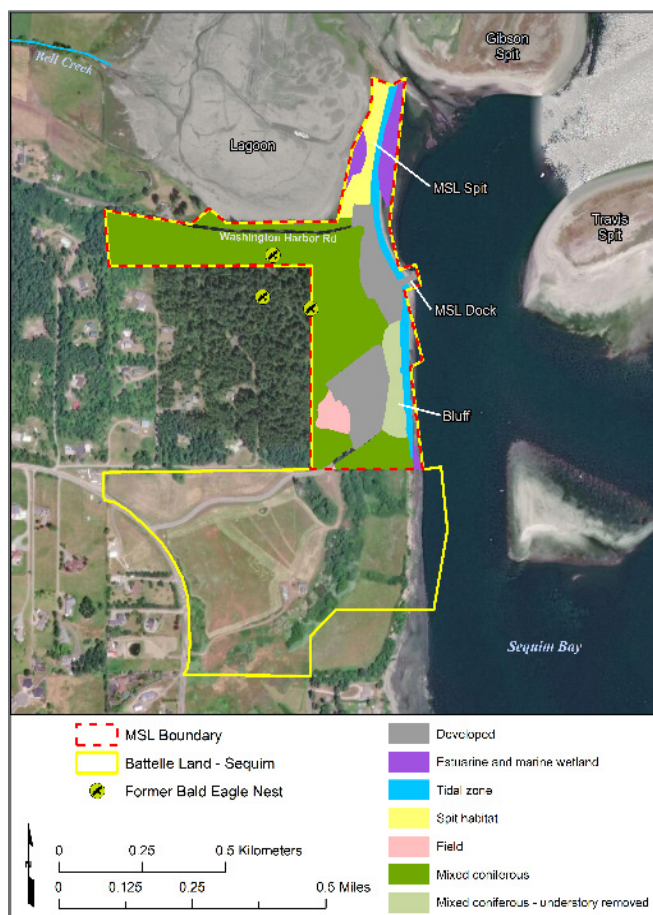 Gibson
Spit
Bell Creek
Lagoon
MSL Spit
Travis
Spit
Washington Harbor Rd
MSL Dock
Bluff
Sequim Bay
MSL Boundary
Battelle Land - Sequim
Former Bald Eagle Nest
Developed
Estuarine and marine wetland
Tidal zone
Spit habitat
Field
Mixed coniferous
Mixed coniferous - understory removed
N
0 0.25 0.5 Kilometers
0 0.125 0.25 0.5 Miles